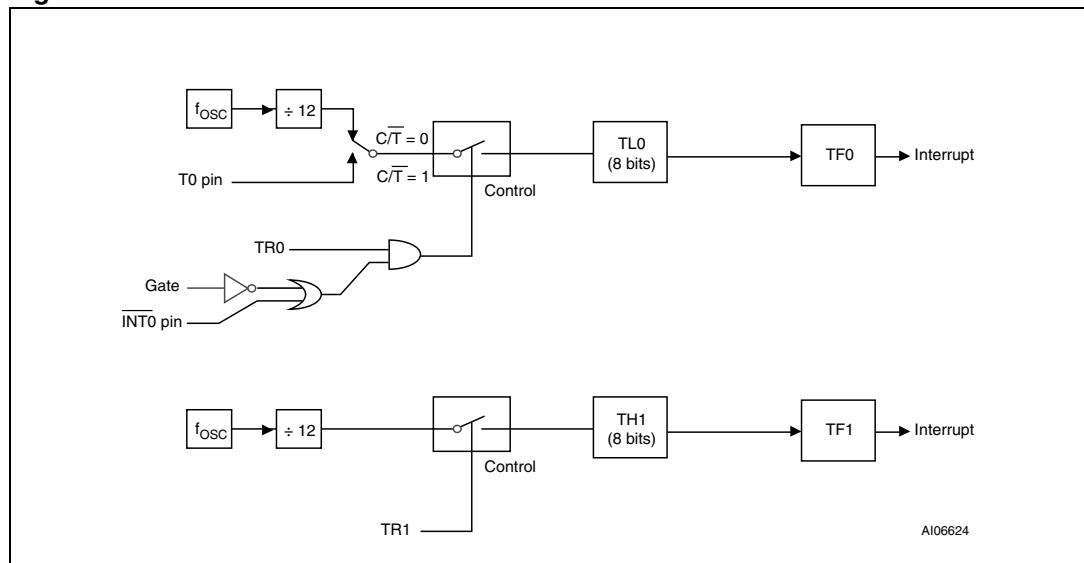 fOSC
÷ 12
C/T̅ = 0
T0 pin
C/T̅ = 1
Control
TL0
(8 bits)
TF0
Interrupt
TR0
Gate
I̅N̅T̅0̅ pin
fOSC
÷ 12
Control
TH1
(8 bits)
TF1
Interrupt
TR1
AI06624